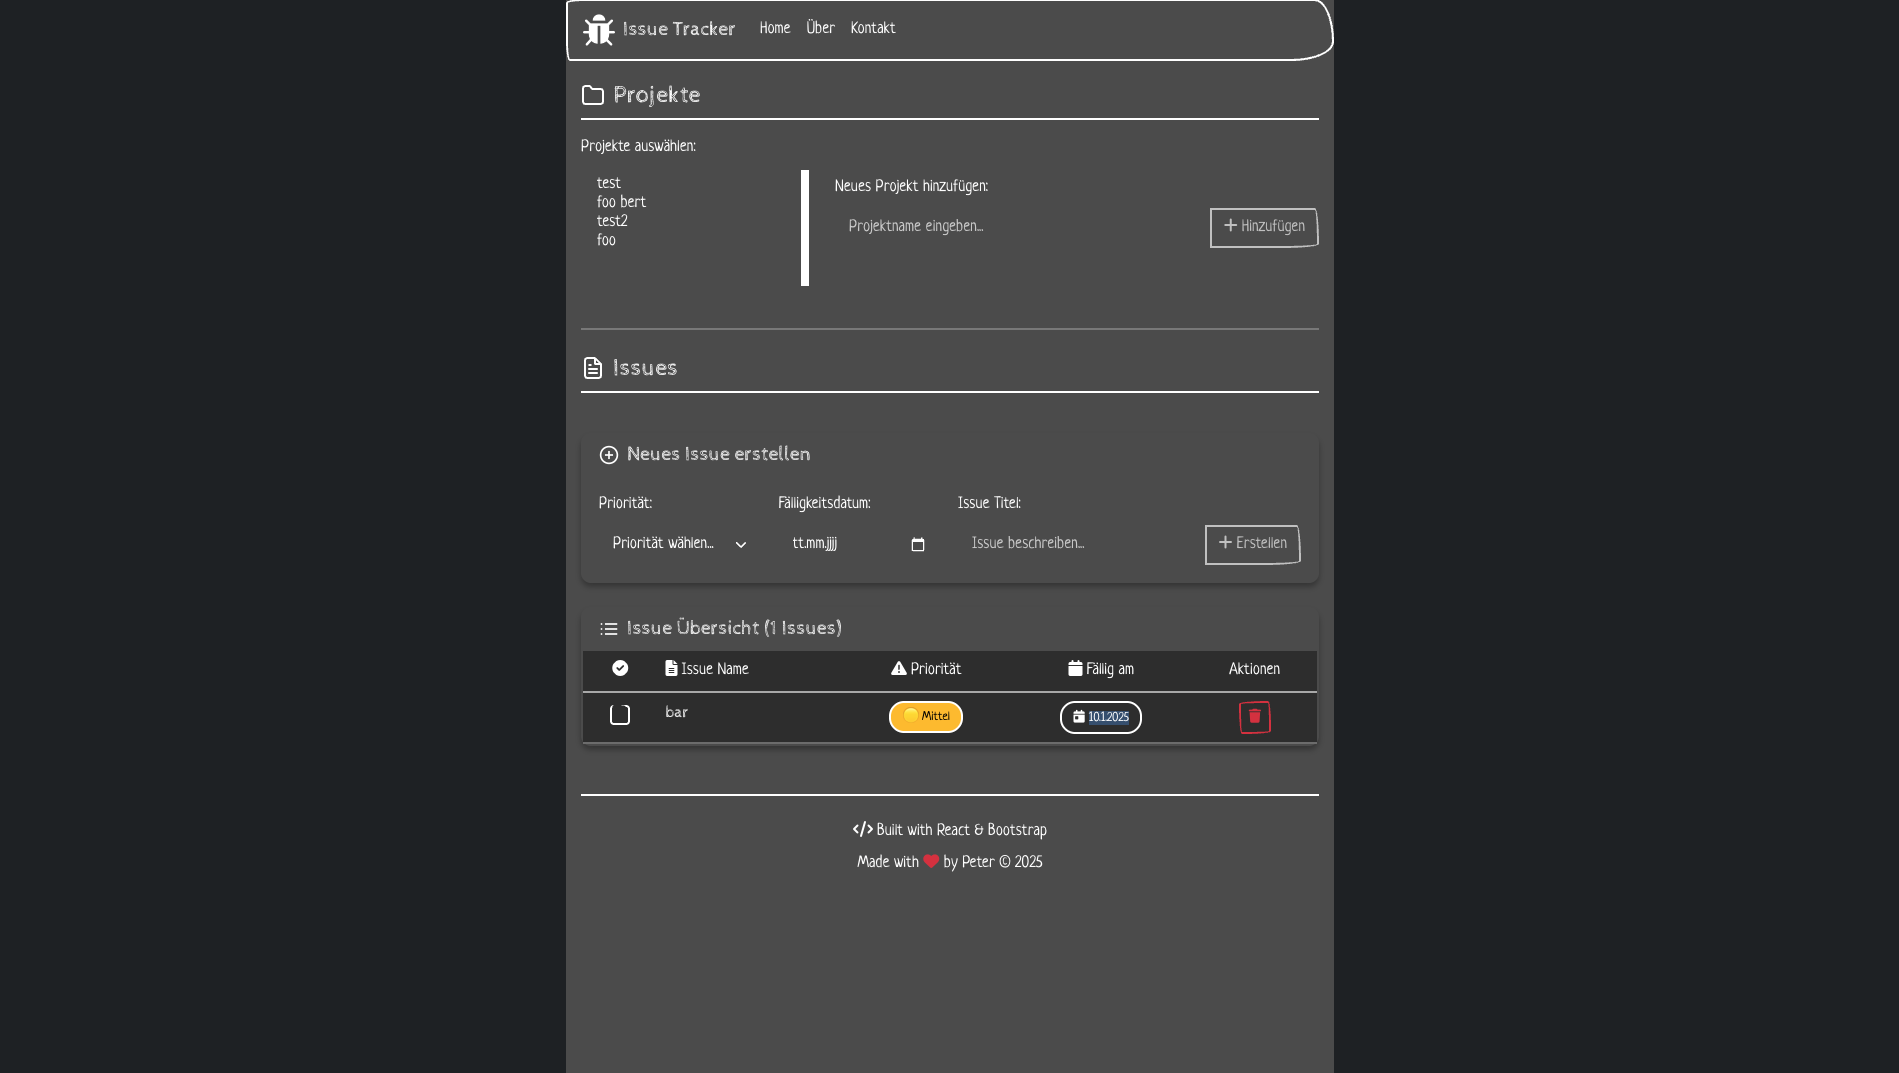 Issue Tracker Home Über Kontakt
Projekte
Projekte auswählen:
test
foo bert
test2
foo
Neues Projekt hinzufügen:
Projektname eingeben...
Hinzufügen
Issues
Neues Issue erstellen
Priorität: Fälligkeitsdatum: Issue Titel:
Priorität wählen... tt.mm.jjjj Issue beschreiben... Erstellen
Issue Übersicht (1 Issues)
Issue Name Priorität Fällig am Aktionen
bar Mittel 10.1.2025
</> Built with React & Bootstrap
Made with ❤ by Peter © 2025